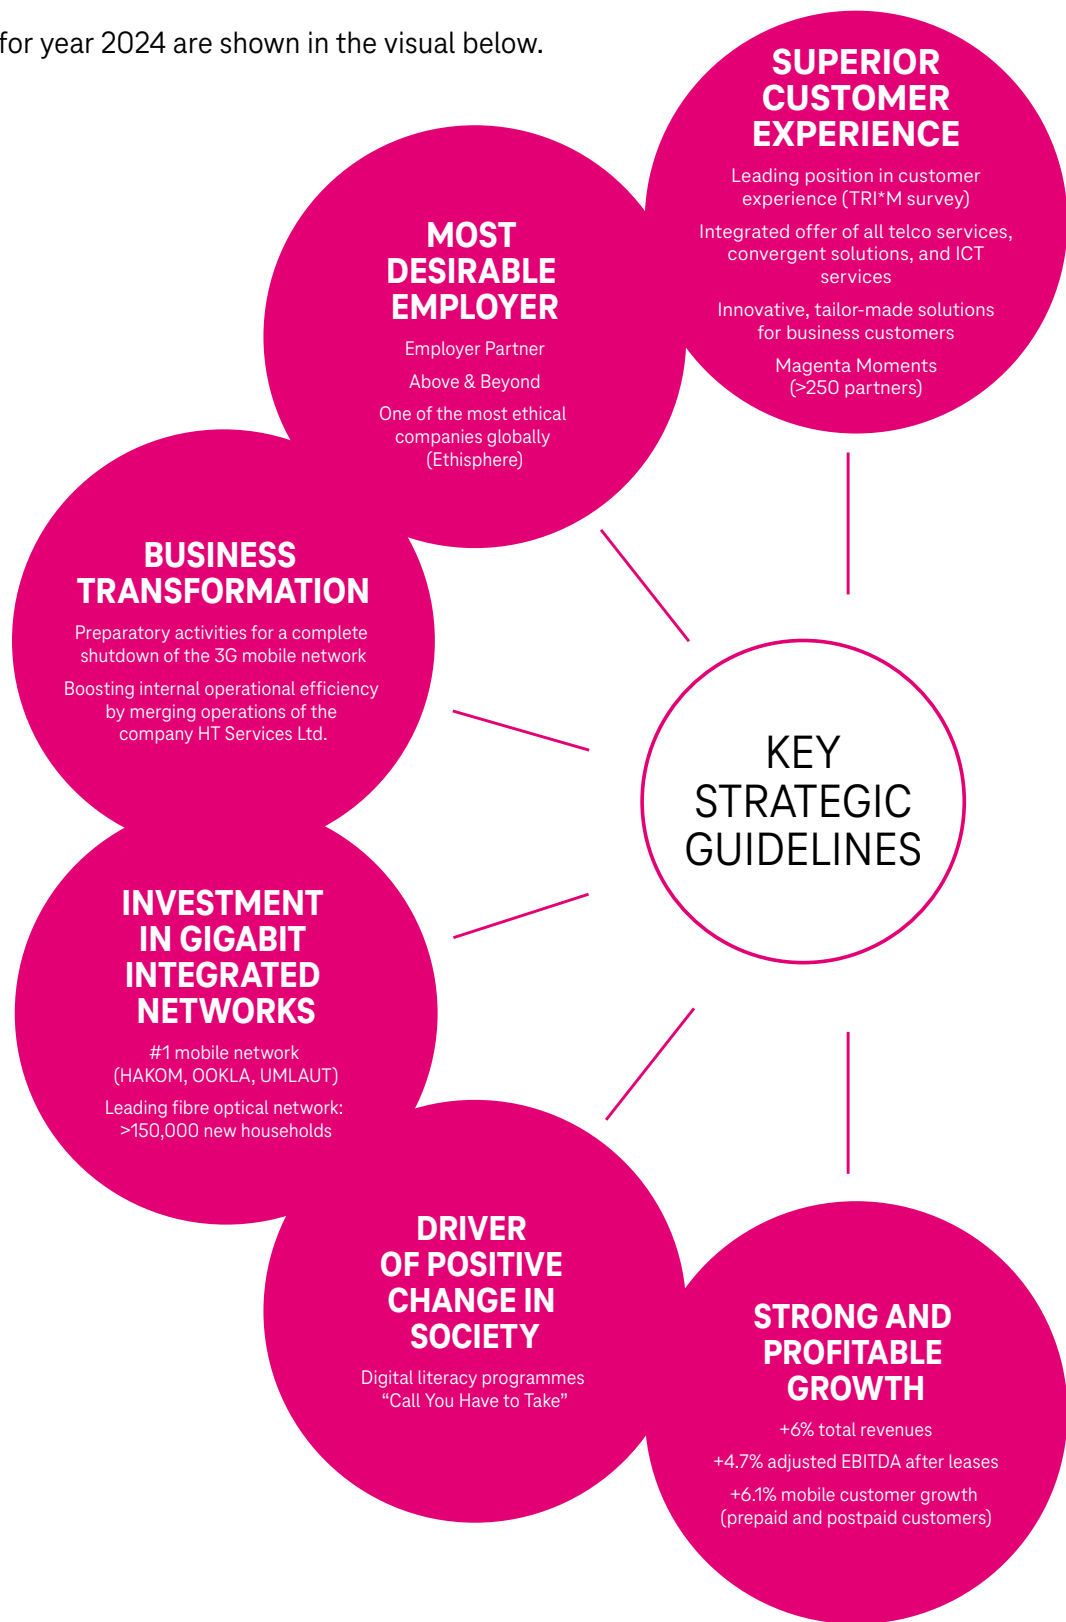 for year 2024 are shown in the visual below.
SUPERIOR
CUSTOMER
EXPERIENCE
Leading position in customer
experience (TRI*M survey)
Integrated offer of all telco services,
convergent solutions, and ICT
services
Innovative, tailor-made solutions
for business customers
Magenta Moments
(>250 partners)
MOST
DESIRABLE
EMPLOYER
Employer Partner
Above & Beyond
One of the most ethical
companies globally
(Ethisphere)
BUSINESS
TRANSFORMATION
Preparatory activities for a complete
shutdown of the 3G mobile network
Boosting internal operational efficiency
by merging operations of the
company HT Services Ltd.
KEY
STRATEGIC
GUIDELINES
INVESTMENT
IN GIGABIT
INTEGRATED
NETWORKS
#1 mobile network
(HAKOM, OOKLA, UMLAUT)
Leading fibre optical network:
>150,000 new households
DRIVER
OF POSITIVE
CHANGE IN
SOCIETY
Digital literacy programmes
“Call You Have to Take”
STRONG AND
PROFITABLE
GROWTH
+6% total revenues
+4.7% adjusted EBITDA after leases
+6.1% mobile customer growth
(prepaid and postpaid customers)